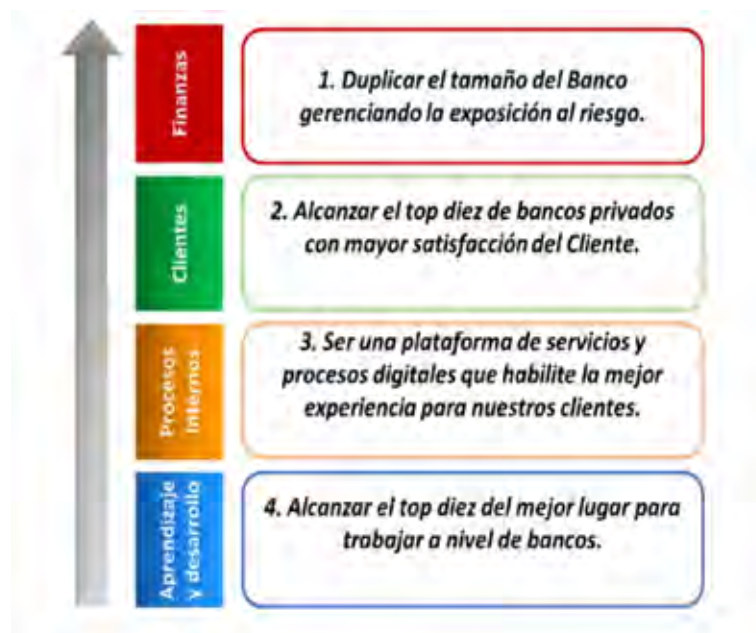 Finanzas
1. Duplicar el tamaño del Banco
gerenciando la exposición al riesgo.
Clientes
2. Alcanzar el top diez de bancos privados
con mayor satisfacción del Cliente.
Procesos
Internos
3. Ser una plataforma de servicios y
procesos digitales que habilite la mejor
experiencia para nuestros clientes.
Aprendizaje
y desarrollo
4. Alcanzar el top diez del mejor lugar para
trabajar a nivel de bancos.